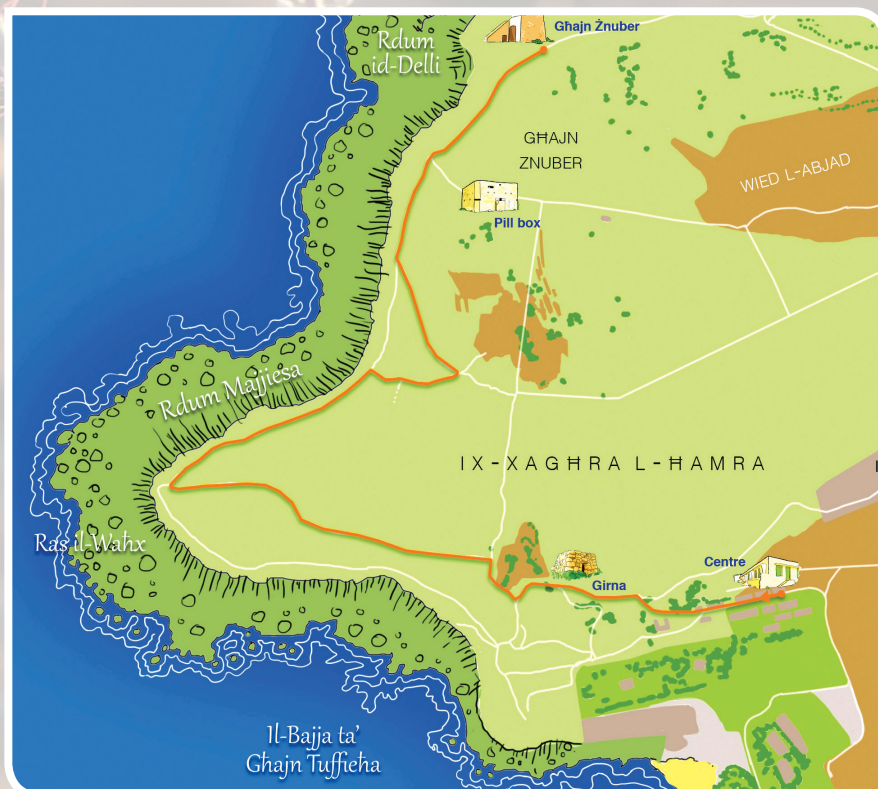 Rdum
id-Delli
Għajn Żnuber
GĦAJN
ZNUBER
WIED L-ABJAD
Pill box
Rdum Majjiesa
IX-XAGĦRA L-ĦAMRA
Ras il-Waħx
Centre
Girna
Il-Bajja ta'
Għajn Tuffieħa